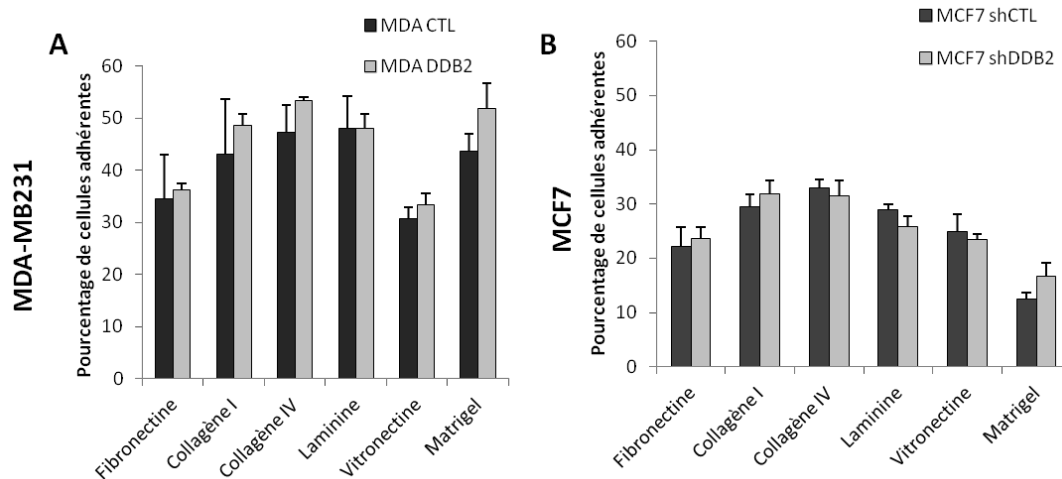 A
MDA CTL
MDA DDB2
MDA-MB231
Pourcentage de cellules adhérentes
60
50
40
30
20
10
0
Fibronectine
Collagène I
Collagène IV
Laminine
Vitronectine
Matrigel
B
MCF7 shCTL
MCF7 shDDB2
MCF7
Pourcentage de cellules adhérentes
60
50
40
30
20
10
0
Fibronectine
Collagène I
Collagène IV
Laminine
Vitronectine
Matrigel